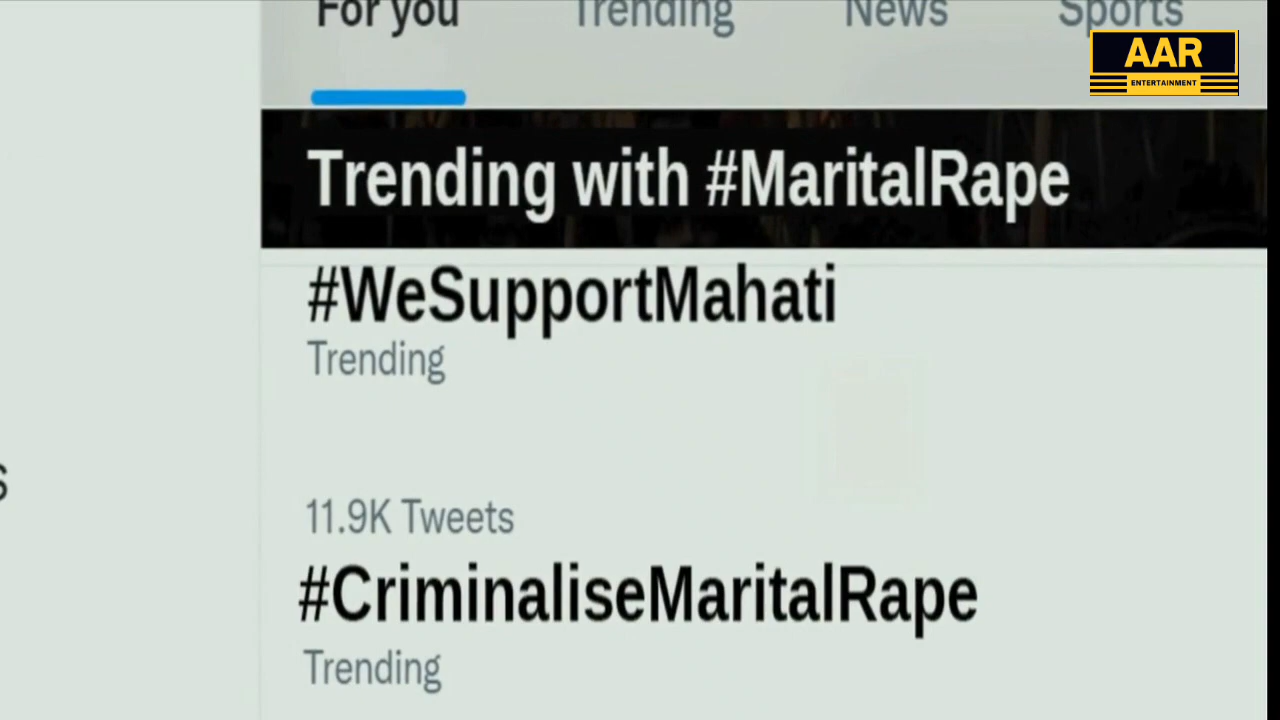 For you Trending News Sports
AAR
ENTERTAINMENT
Trending with #MaritalRape
#WeSupportMahati
Trending
11.9K Tweets
#CriminaliseMaritalRape
Trending